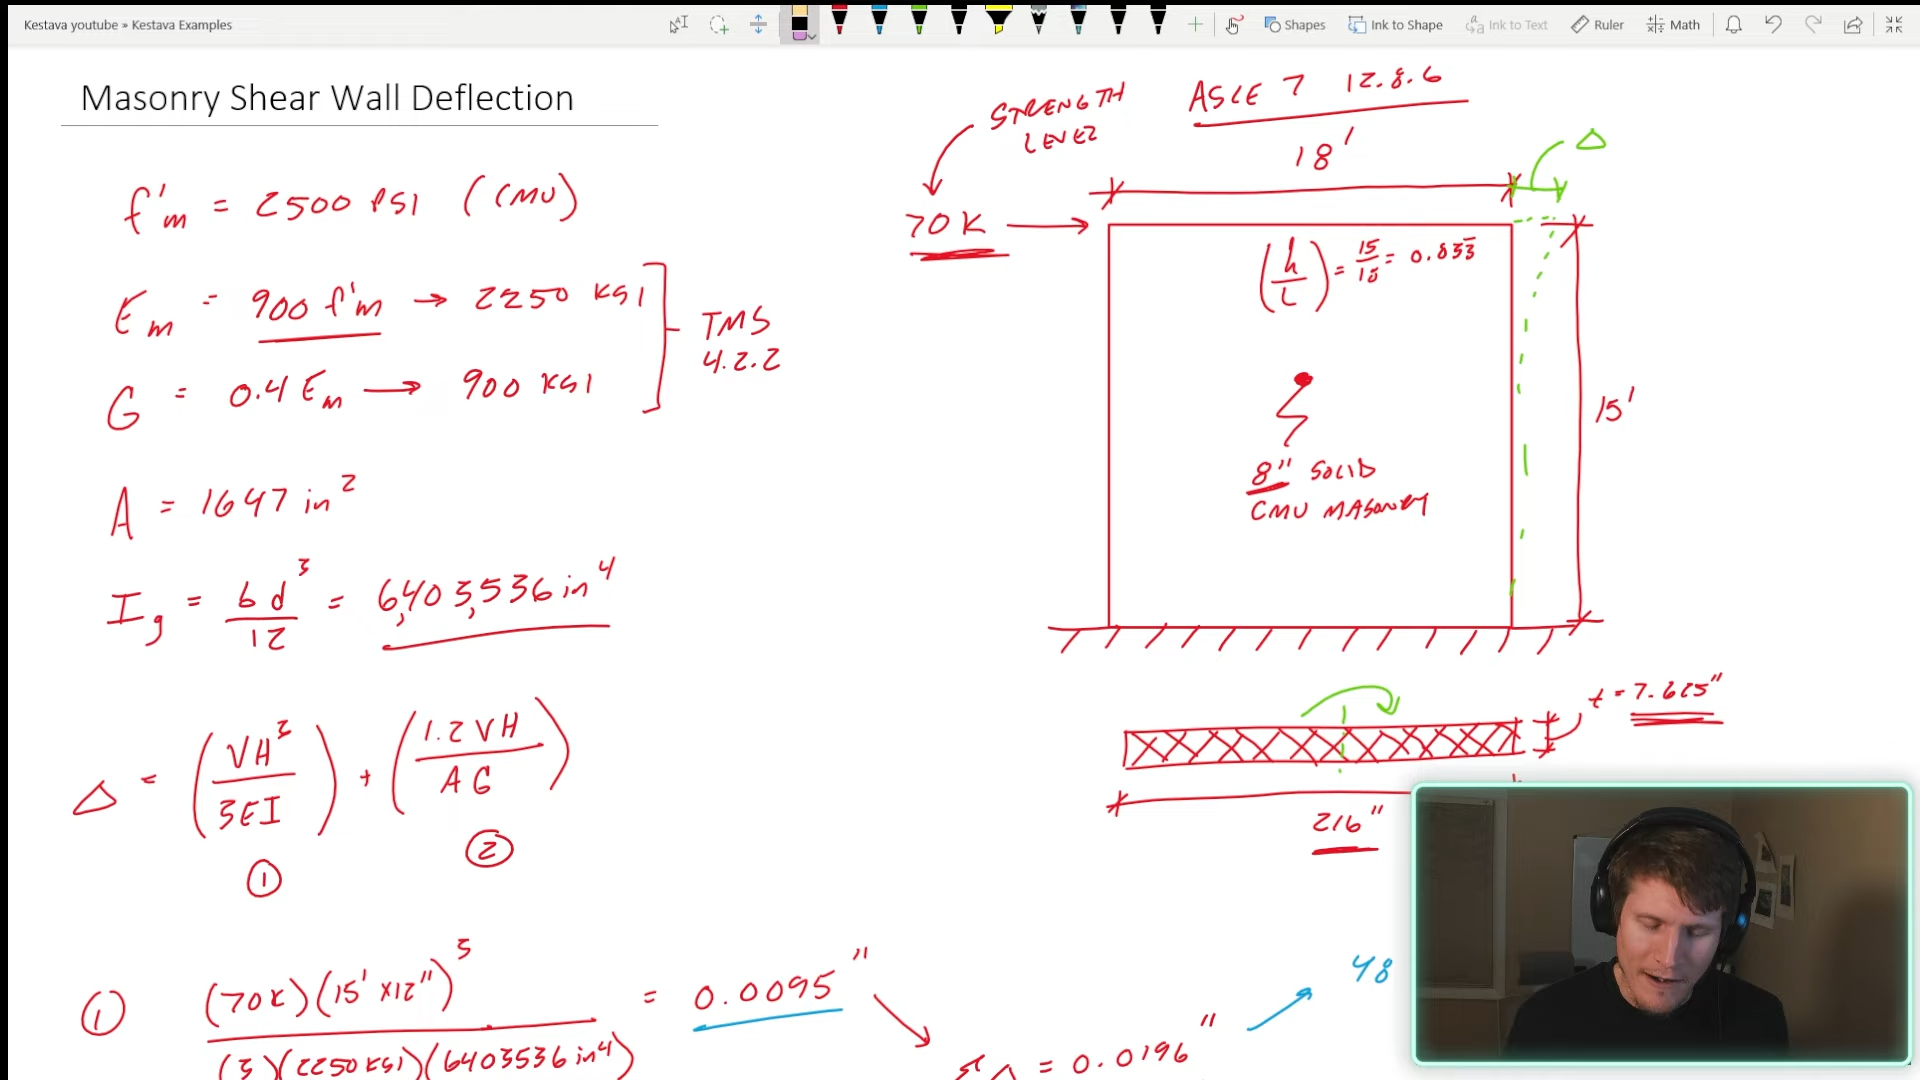 Kestava youtube » Kestava Examples
Shapes
Ink to Shape
Ink to Text
Ruler
Math
Masonry Shear Wall Deflection
f'm = 2500 PSI (CMU)
Em = 900 f'm → 2250 KSI
G = 0.4 Em → 900 KSI
TMS
4.2.2
A = 1647 in²
Ig = bd³/12 = 6,403,536 in⁴
Δ = (VH³/3EI) + (1.2VH/AG)
① ②
① (70K)(15'x12")³ / (3)(2250KSI)(6403536in⁴) = 0.0095"
= 0.0196"
48
STRENGTH
LEVEL
ASCE 7 12.8.6
18'
Δ
70K
(h/L) = 15/18 = 0.833̅
15'
8" SOLID
CMU MASONRY
t = 7.625"
216"